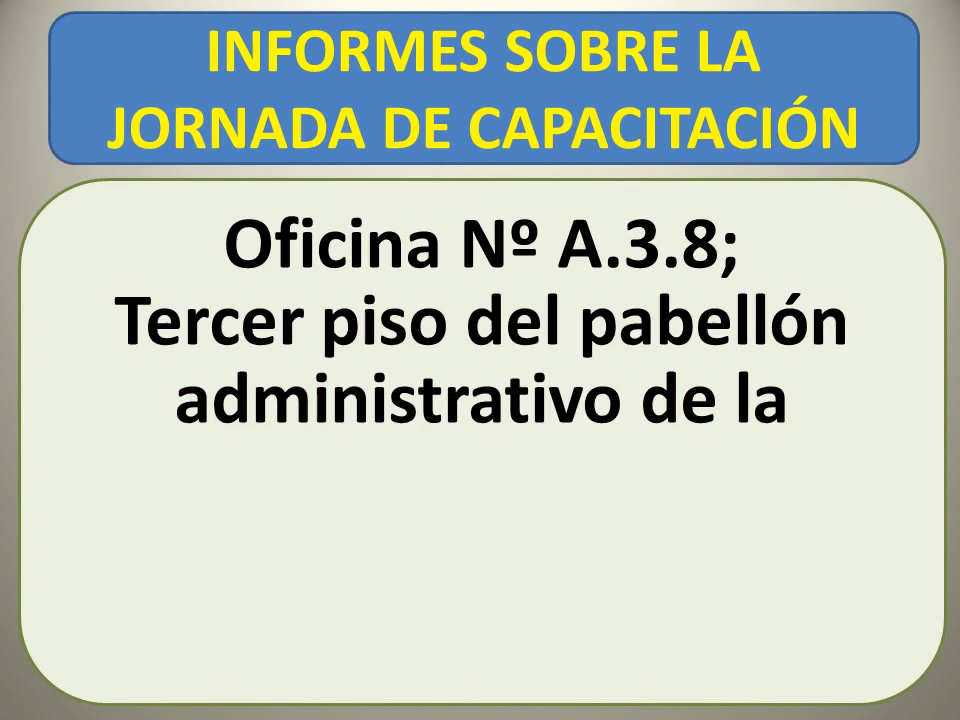 INFORMES SOBRE LA
JORNADA DE CAPACITACIÓN
Oficina Nº A.3.8;
Tercer piso del pabellón
administrativo de la